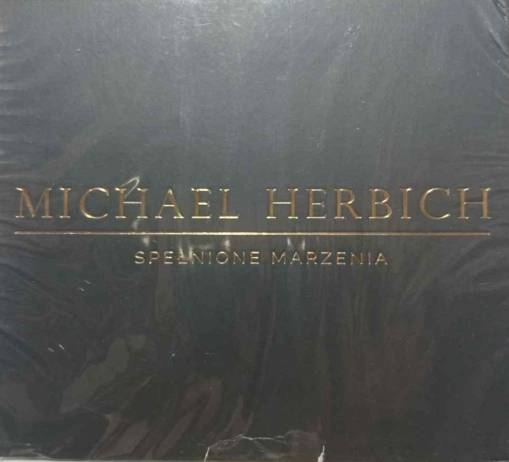 MICHAEL HERBICH
SPEŁNIONE MARZENIA